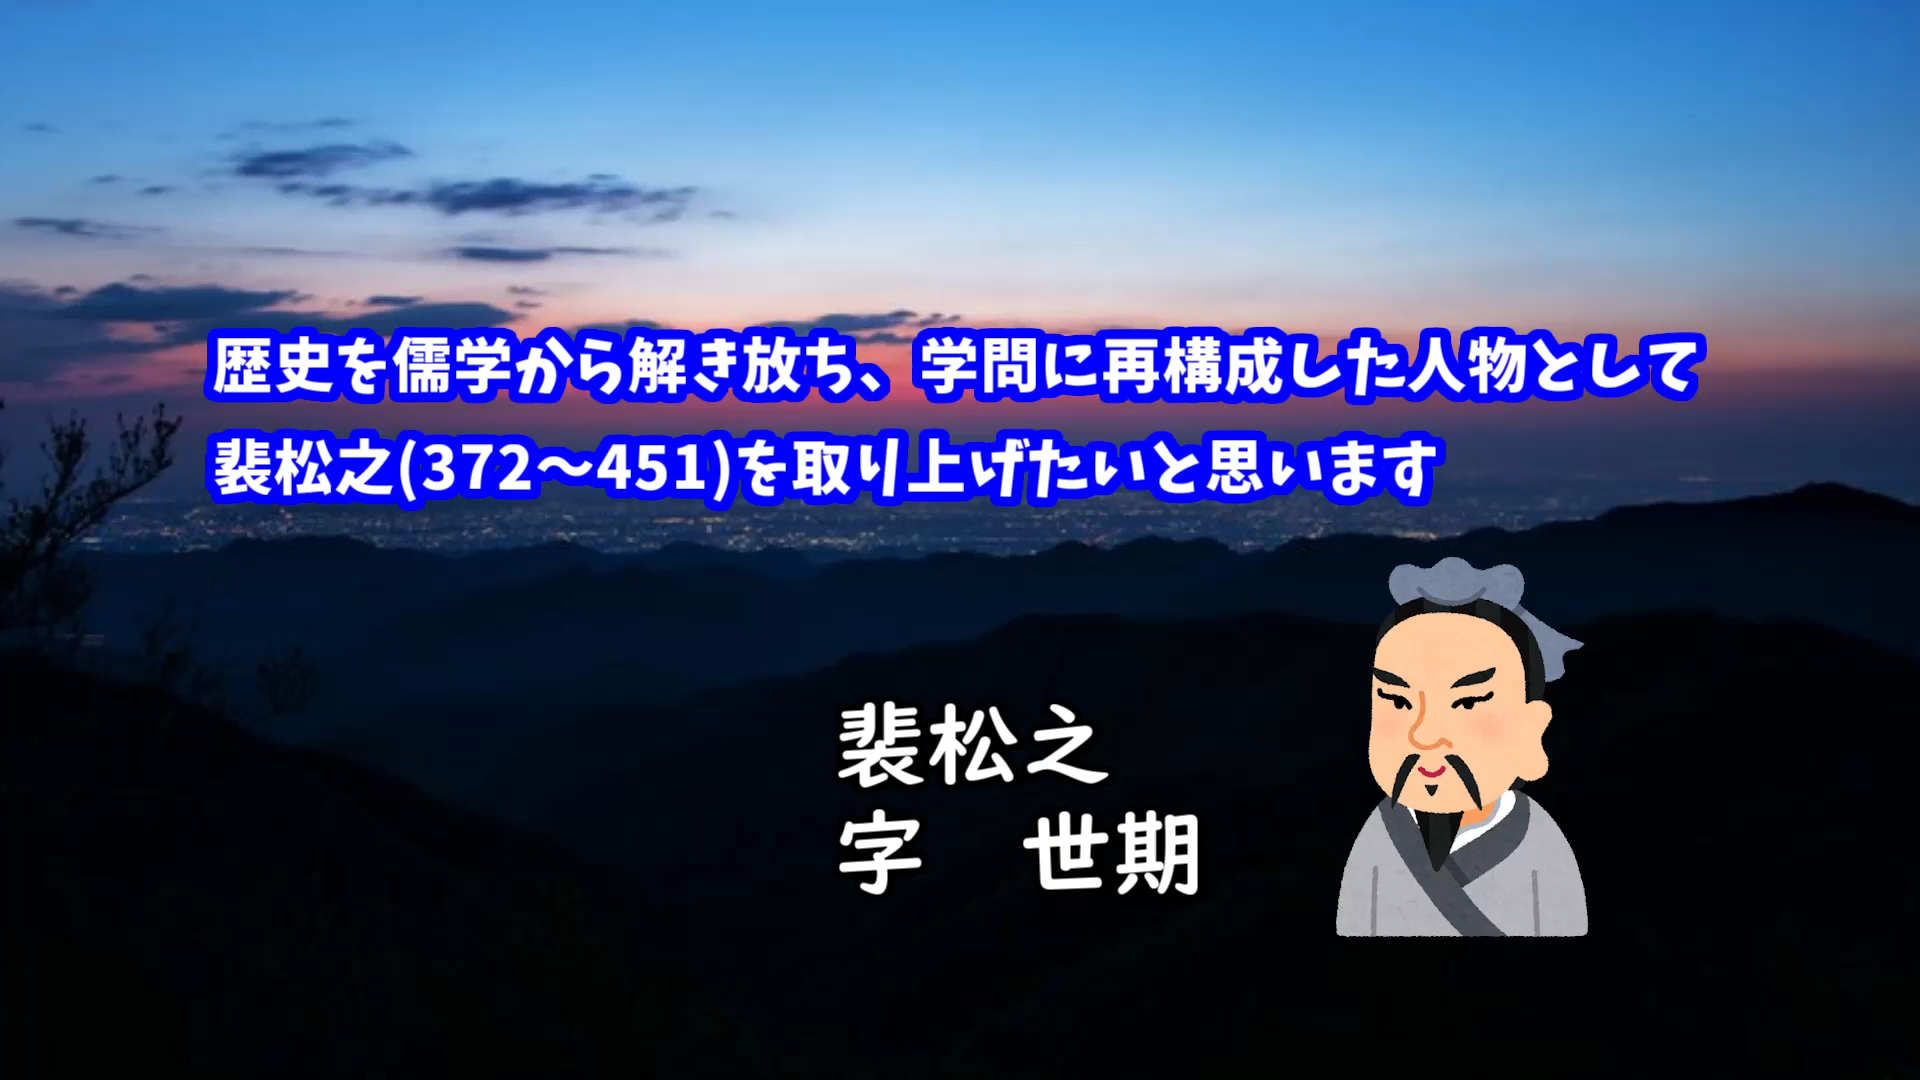 歴史を儒学から解き放ち、学問に再構成した人物として
裴松之(372～451)を取り上げたいと思います
裴松之
字　世期